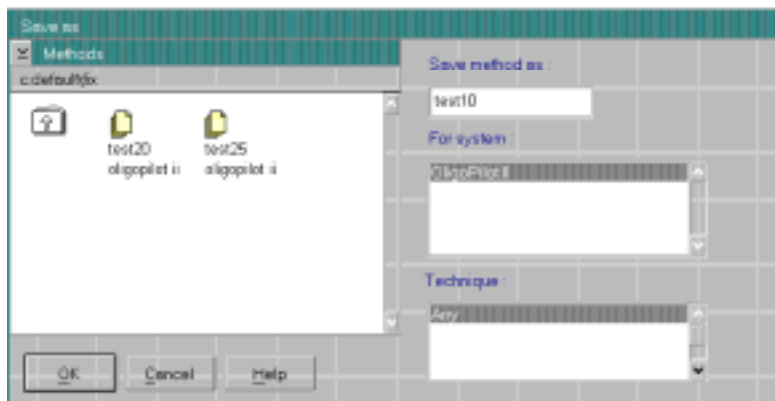 Save as
Methods
c:default\fix
test20
oligopilot ii
test25
oligopilot ii
OK
Cancel
Help
Save method as :
test10
For system :
OligoPilot II
Technique :
Any